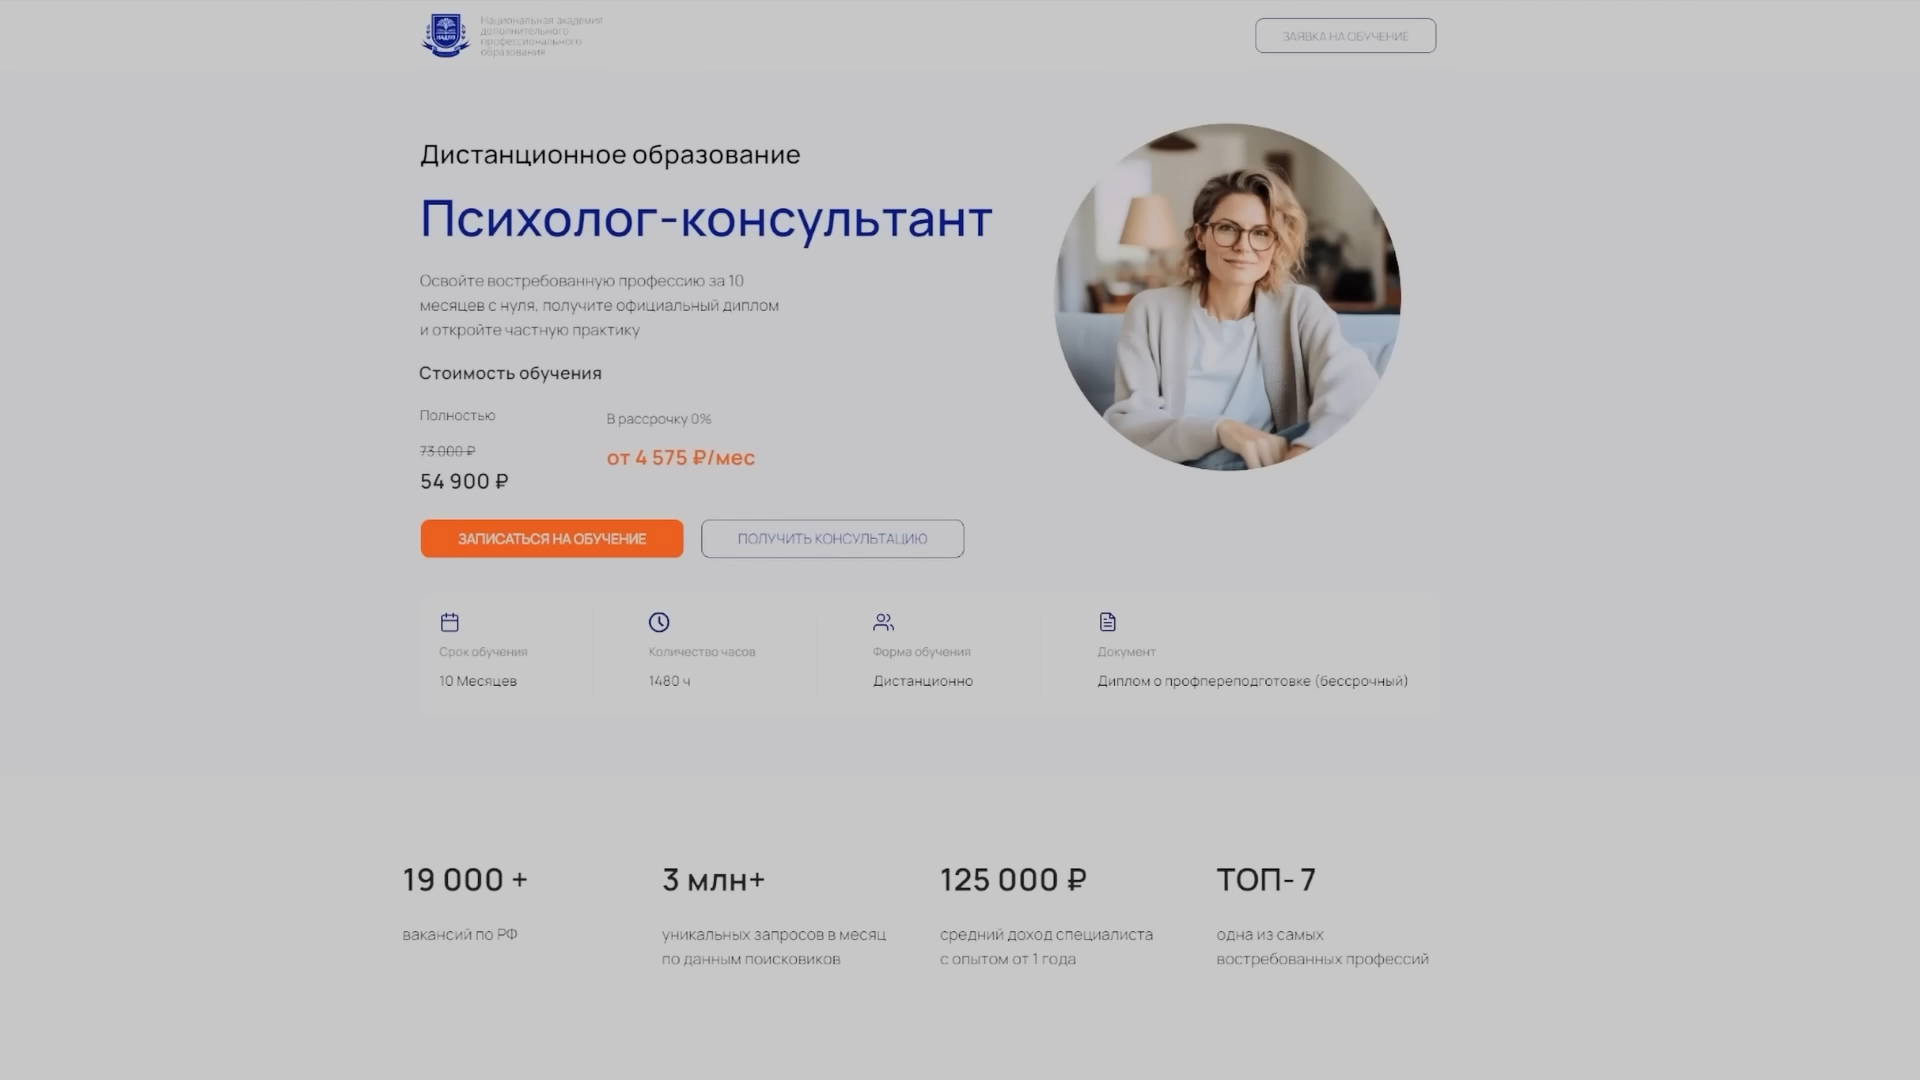 НАДПО
Национальная академия
дополнительного
профессионального
образования
ЗАЯВКА НА ОБУЧЕНИЕ
Дистанционное образование
Психолог-консультант
Освойте востребованную профессию за 10
месяцев с нуля, получите официальный диплом
и откройте частную практику
Стоимость обучения
Полностью
73 000 ₽
54 900 ₽
В рассрочку 0%
от 4 575 ₽/мес
ЗАПИСАТЬСЯ НА ОБУЧЕНИЕ
ПОЛУЧИТЬ КОНСУЛЬТАЦИЮ
Срок обучения
10 Месяцев
Количество часов
1480 ч
Форма обучения
Дистанционно
Документ
Диплом о профпереподготовке (бессрочный)
19 000 +
вакансий по РФ
3 млн+
уникальных запросов в месяц
по данным поисковиков
125 000 ₽
средний доход специалиста
с опытом от 1 года
ТОП- 7
одна из самых
востребованных профессий